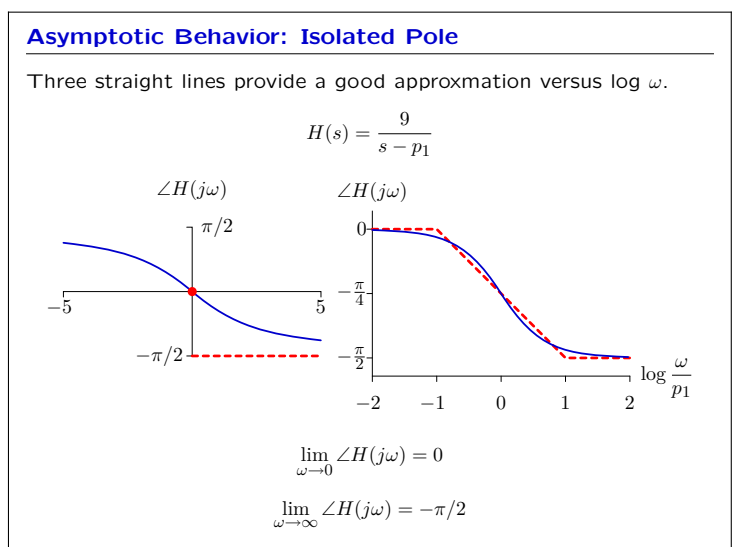 Asymptotic Behavior: Isolated Pole
Three straight lines provide a good approxmation versus log ω.
H(s) = 9 / (s − p₁)
∠H(jω)
π/2
−5
5
−π/2
∠H(jω)
0
−π/4
−π/2
log ω/p₁
−2 −1 0 1 2
lim ω→0 ∠H(jω) = 0
lim ω→∞ ∠H(jω) = −π/2